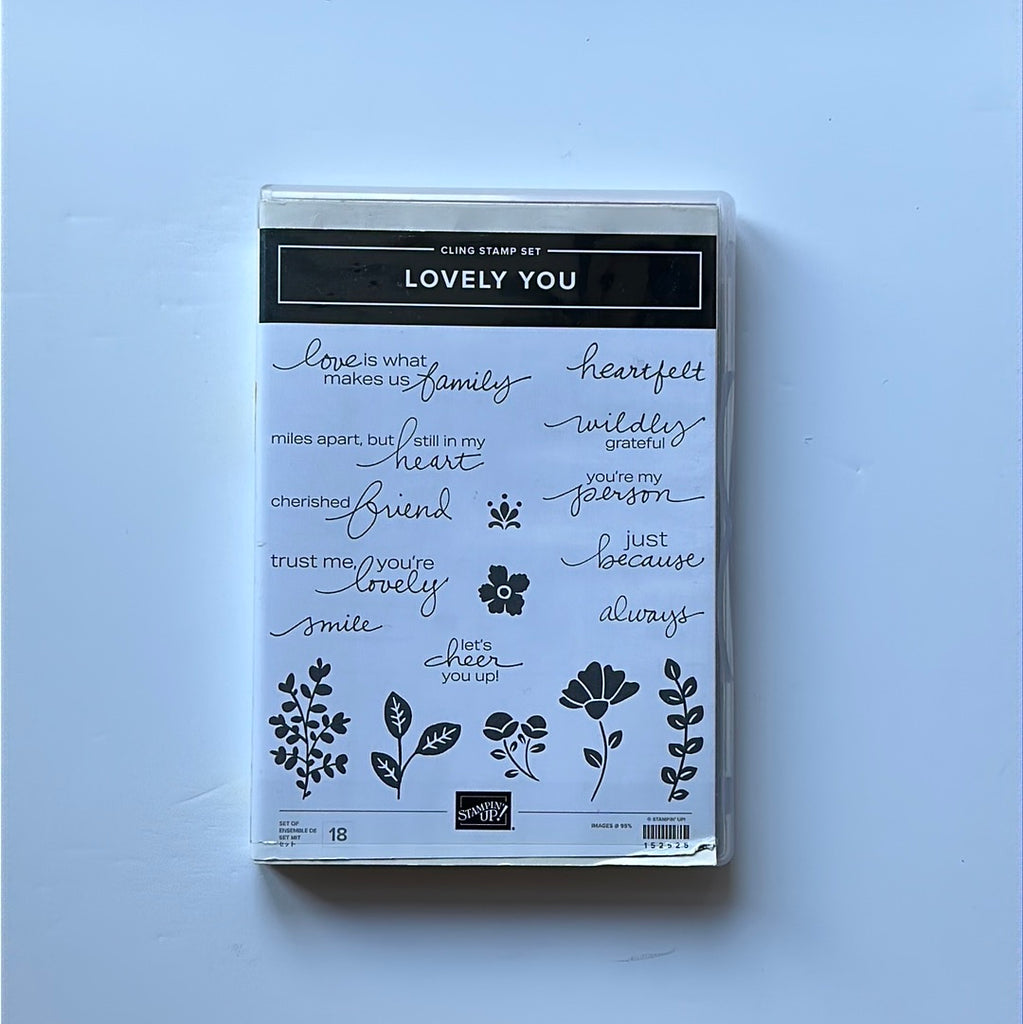 CLING STAMP SET
LOVELY YOU
love is what
makes us family
heartfelt
miles apart, but still in my
heart
wildly
grateful
cherished friend
you're my
person
trust me, you're
lovely
just
because
smile
always
let's
cheer
you up!
STAMPIN'
UP!
®
SET OF
ENSEMBLE DE
SET MIT
セット
18
IMAGES @ 95%
© STAMPIN' UP!
152525